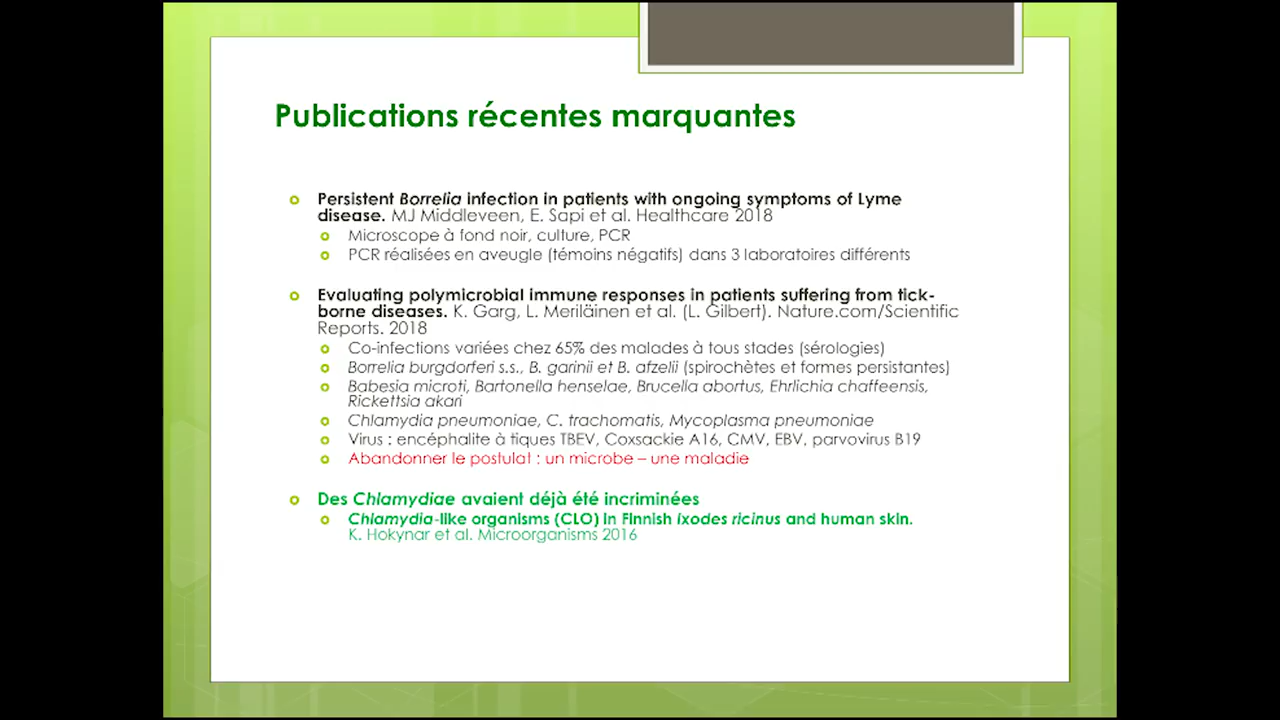 Publications récentes marquantes
Persistent Borrelia infection in patients with ongoing symptoms of Lyme
disease. MJ Middleveen, E. Sapi et al. Healthcare 2018
Microscope à fond noir, culture, PCR
PCR réalisées en aveugle (témoins négatifs) dans 3 laboratoires différents
Evaluating polymicrobial immune responses in patients suffering from tick-
borne diseases. K. Garg, L. Meriläinen et al. (L. Gilbert). Nature.com/Scientific
Reports. 2018
Co-infections variées chez 65% des malades à tous stades (sérologies)
Borrelia burgdorferi s.s., B. garinii et B. afzelii (spirochètes et formes persistantes)
Babesia microti, Bartonella henselae, Brucella abortus, Ehrlichia chaffeensis,
Rickettsia akari
Chlamydia pneumoniae, C. trachomatis, Mycoplasma pneumoniae
Virus : encéphalite à tiques TBEV, Coxsackie A16, CMV, EBV, parvovirus B19
Abandonner le postulat : un microbe – une maladie
Des Chlamydiae avaient déjà été incriminées
Chlamydia-like organisms (CLO) in Finnish Ixodes ricinus and human skin.
K. Hokynar et al. Microorganisms 2016